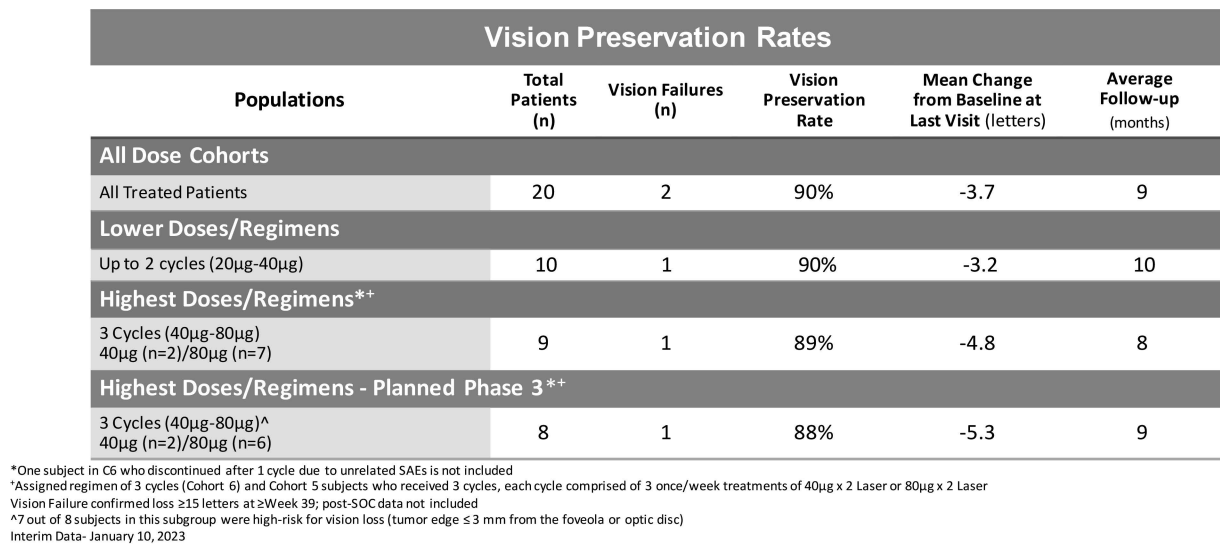 Vision Preservation Rates
Populations
Total
Patients
(n)
Vision Failures
(n)
Vision
Preservation
Rate
Mean Change
from Baseline at
Last Visit (letters)
Average
Follow-up
(months)
All Dose Cohorts
All Treated Patients 20 2 90% -3.7 9
Lower Doses/Regimens
Up to 2 cycles (20µg-40µg) 10 1 90% -3.2 10
Highest Doses/Regimens*⁺
3 Cycles (40µg-80µg)
40µg (n=2)/80µg (n=7)
9 1 89% -4.8 8
Highest Doses/Regimens - Planned Phase 3*⁺
3 Cycles (40µg-80µg)^
40µg (n=2)/80µg (n=6)
8 1 88% -5.3 9
*One subject in C6 who discontinued after 1 cycle due to unrelated SAEs is not included
⁺Assigned regimen of 3 cycles (Cohort 6) and Cohort 5 subjects who received 3 cycles, each cycle comprised of 3 once/week treatments of 40µg x 2 Laser or 80µg x 2 Laser
Vision Failure confirmed loss ≥15 letters at ≥Week 39; post-SOC data not included
^7 out of 8 subjects in this subgroup were high-risk for vision loss (tumor edge ≤ 3 mm from the foveola or optic disc)
Interim Data- January 10, 2023